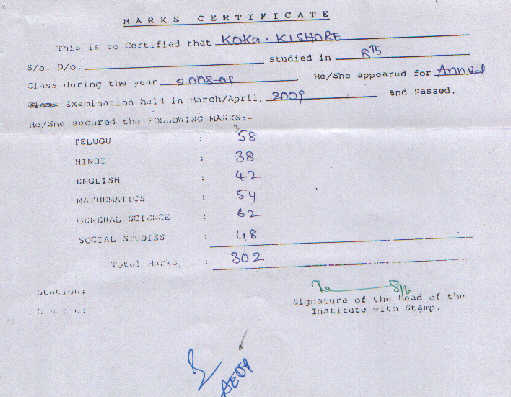 MARKS CERTIFICATE
This is to Certified that KOKA. KISHORE
S/o. D/o. studied in 8th
Class during the year 2008-09 He/She appeared for Annual
Examination held in March/April, 2009 and Passed.
He/She secured the FOLLOWING MARKS:-
TELUGU : 58
HINDI : 38
ENGLISH : 42
MATHEMATICS : 54
GENERAL SCIENCE : 62
SOCIAL STUDIES : 48
Total Marks 302
Station:
Signature of the Head of the
Institute with Stamp.